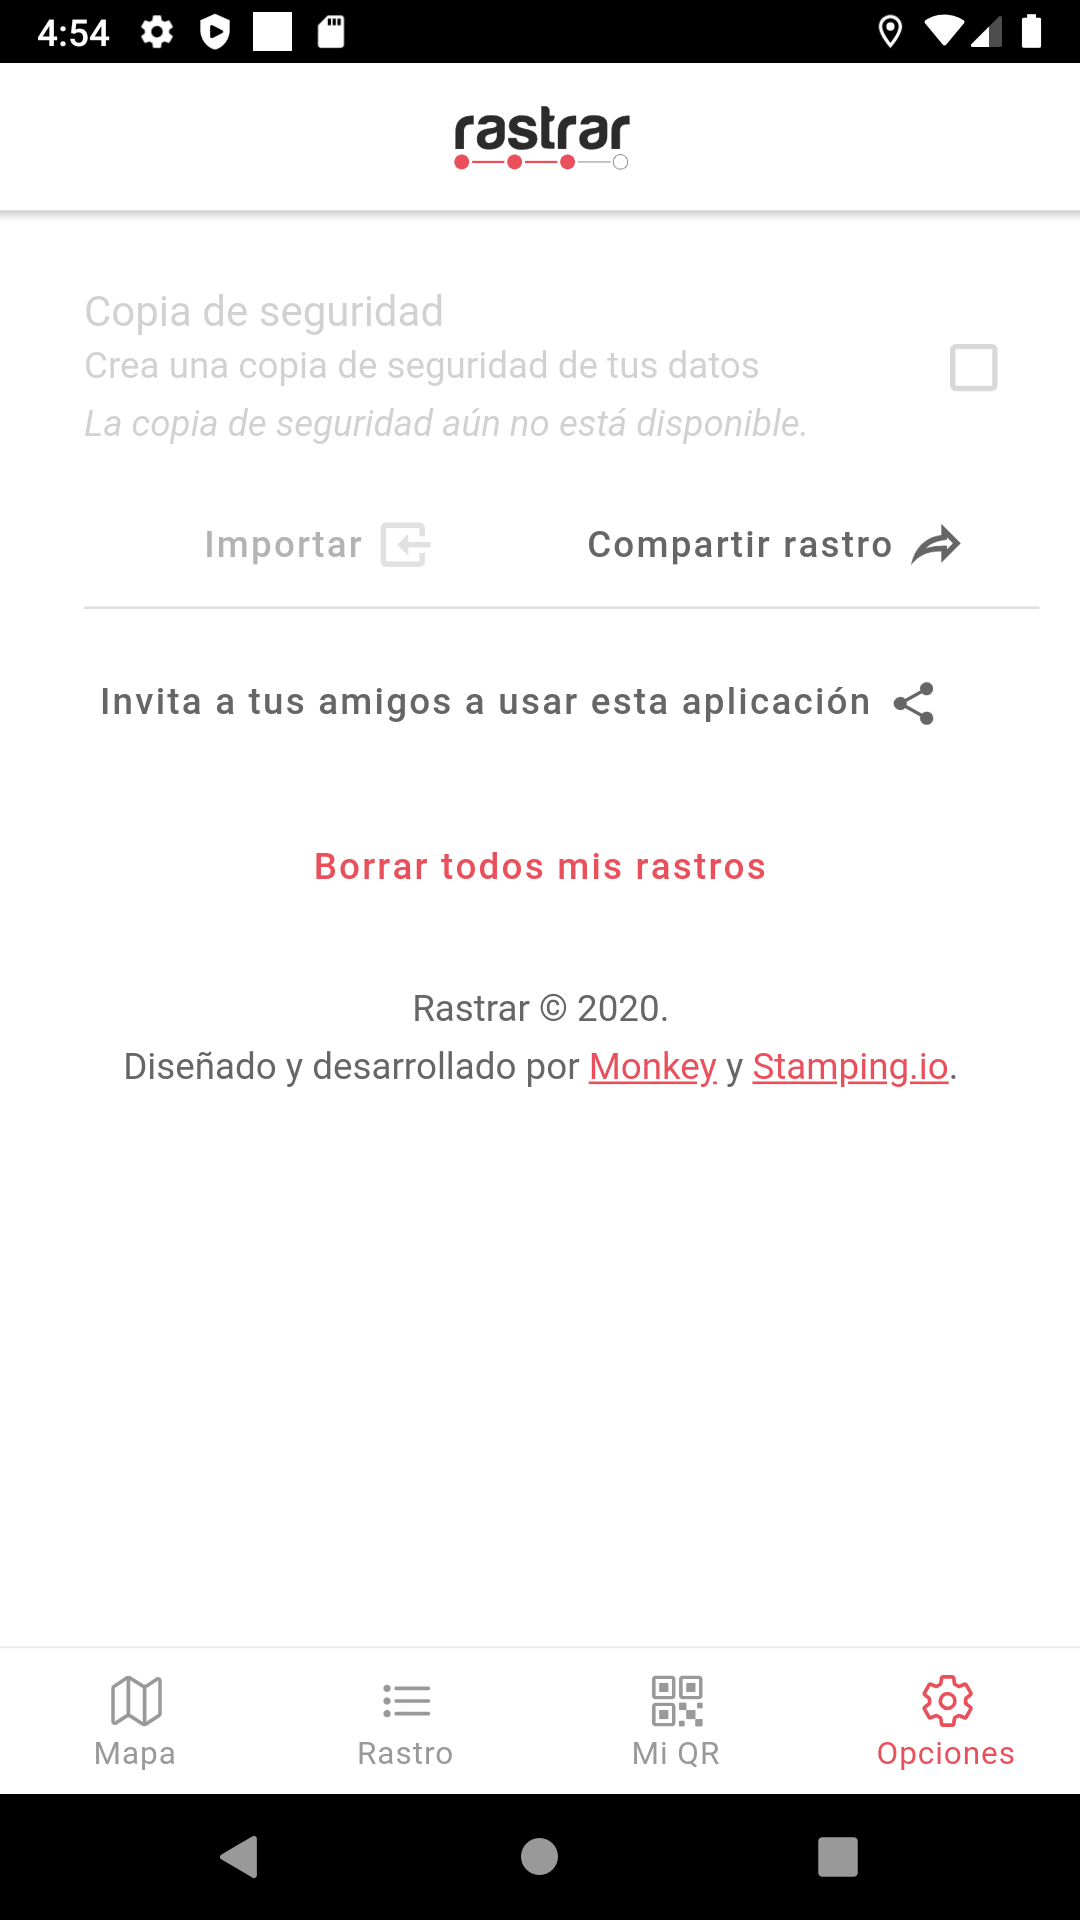 4:54
rastrar
Copia de seguridad
Crea una copia de seguridad de tus datos
La copia de seguridad aún no está disponible.
Importar
Compartir rastro
Invita a tus amigos a usar esta aplicación
Borrar todos mis rastros
Rastrar © 2020.
Diseñado y desarrollado por Monkey y Stamping.io.
Mapa
Rastro
Mi QR
Opciones